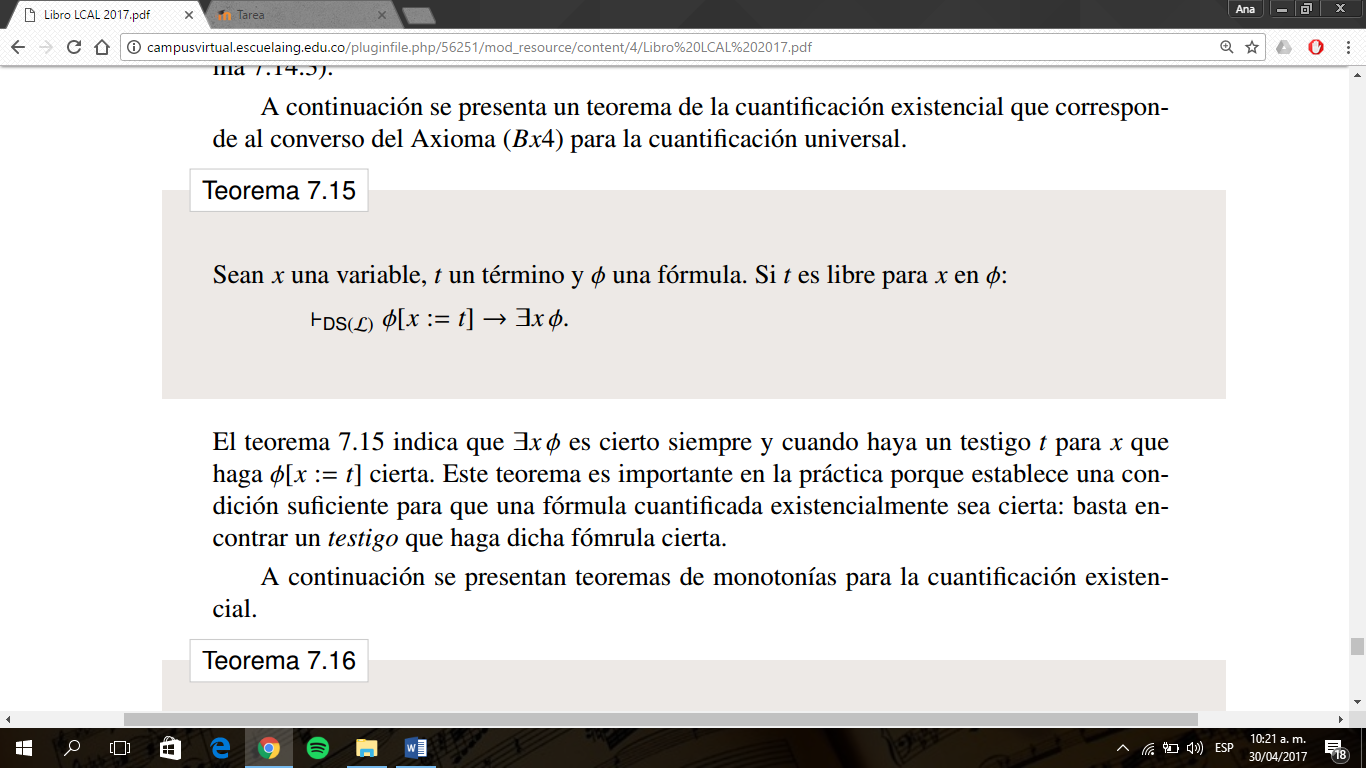 Libro LCAL 2017.pdf
Tarea
Ana
campusvirtual.escuelaing.edu.co/pluginfile.php/56251/mod_resource/content/4/Libro%20LCAL%202017.pdf
ma 7.14.3).
A continuación se presenta un teorema de la cuantificación existencial que correspon-
de al converso del Axioma (Bx4) para la cuantificación universal.
Teorema 7.15
Sean x una variable, t un término y ϕ una fórmula. Si t es libre para x en ϕ:
⊢DS(ℒ) ϕ[x := t] → ∃x ϕ.
El teorema 7.15 indica que ∃x ϕ es cierto siempre y cuando haya un testigo t para x que
haga ϕ[x := t] cierta. Este teorema es importante en la práctica porque establece una con-
dición suficiente para que una fórmula cuantificada existencialmente sea cierta: basta en-
contrar un testigo que haga dicha fómrula cierta.
A continuación se presentan teoremas de monotonías para la cuantificación existen-
cial.
Teorema 7.16
ESP
10:21 a. m.
30/04/2017
18